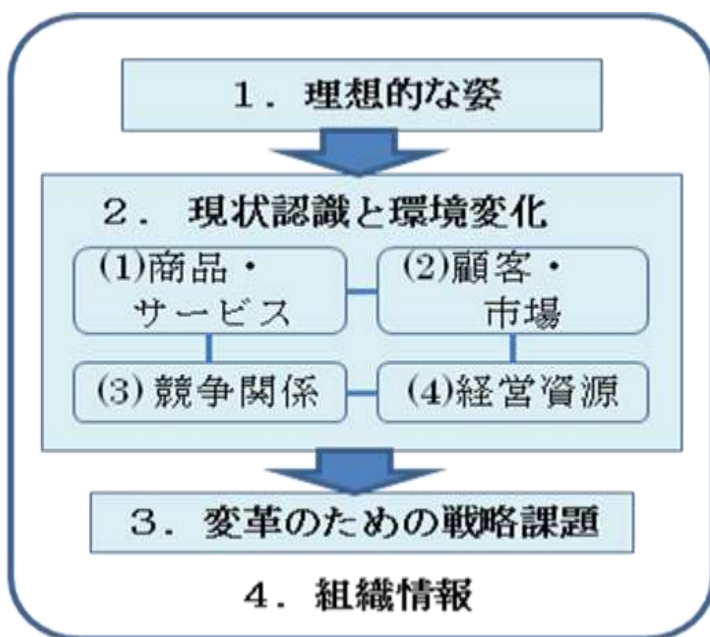 1．理想的な姿
2． 現状認識と環境変化
(1)商品・
サービス
(2)顧客・
市場
(3)競争関係
(4)経営資源
3．変革のための戦略課題
4．組織情報